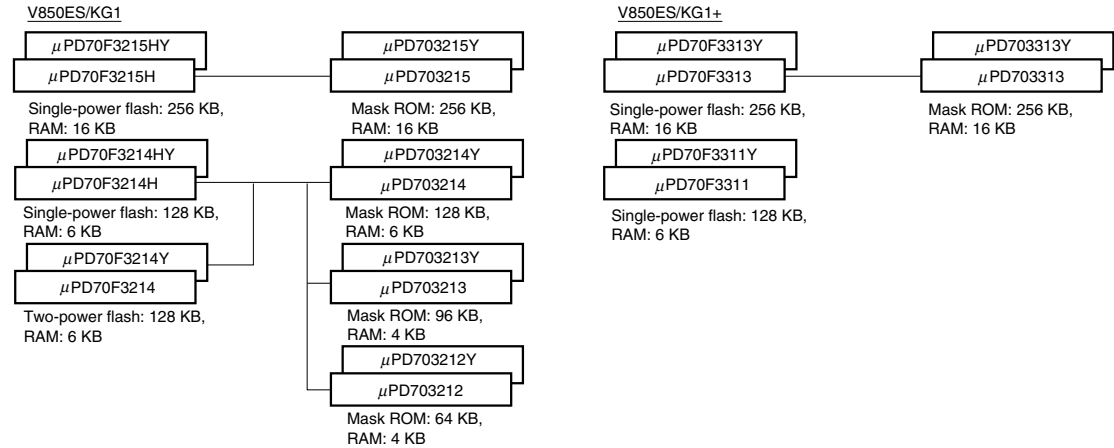 V850ES/KG1
μPD70F3215HY
μPD70F3215H
Single-power flash: 256 KB,
RAM: 16 KB
μPD703215Y
μPD703215
Mask ROM: 256 KB,
RAM: 16 KB
μPD70F3214HY
μPD70F3214H
Single-power flash: 128 KB,
RAM: 6 KB
μPD703214Y
μPD703214
Mask ROM: 128 KB,
RAM: 6 KB
μPD70F3214Y
μPD70F3214
Two-power flash: 128 KB,
RAM: 6 KB
μPD703213Y
μPD703213
Mask ROM: 96 KB,
RAM: 4 KB
μPD703212Y
μPD703212
Mask ROM: 64 KB,
RAM: 4 KB
V850ES/KG1+
μPD70F3313Y
μPD70F3313
Single-power flash: 256 KB,
RAM: 16 KB
μPD703313Y
μPD703313
Mask ROM: 256 KB,
RAM: 16 KB
μPD70F3311Y
μPD70F3311
Single-power flash: 128 KB,
RAM: 6 KB